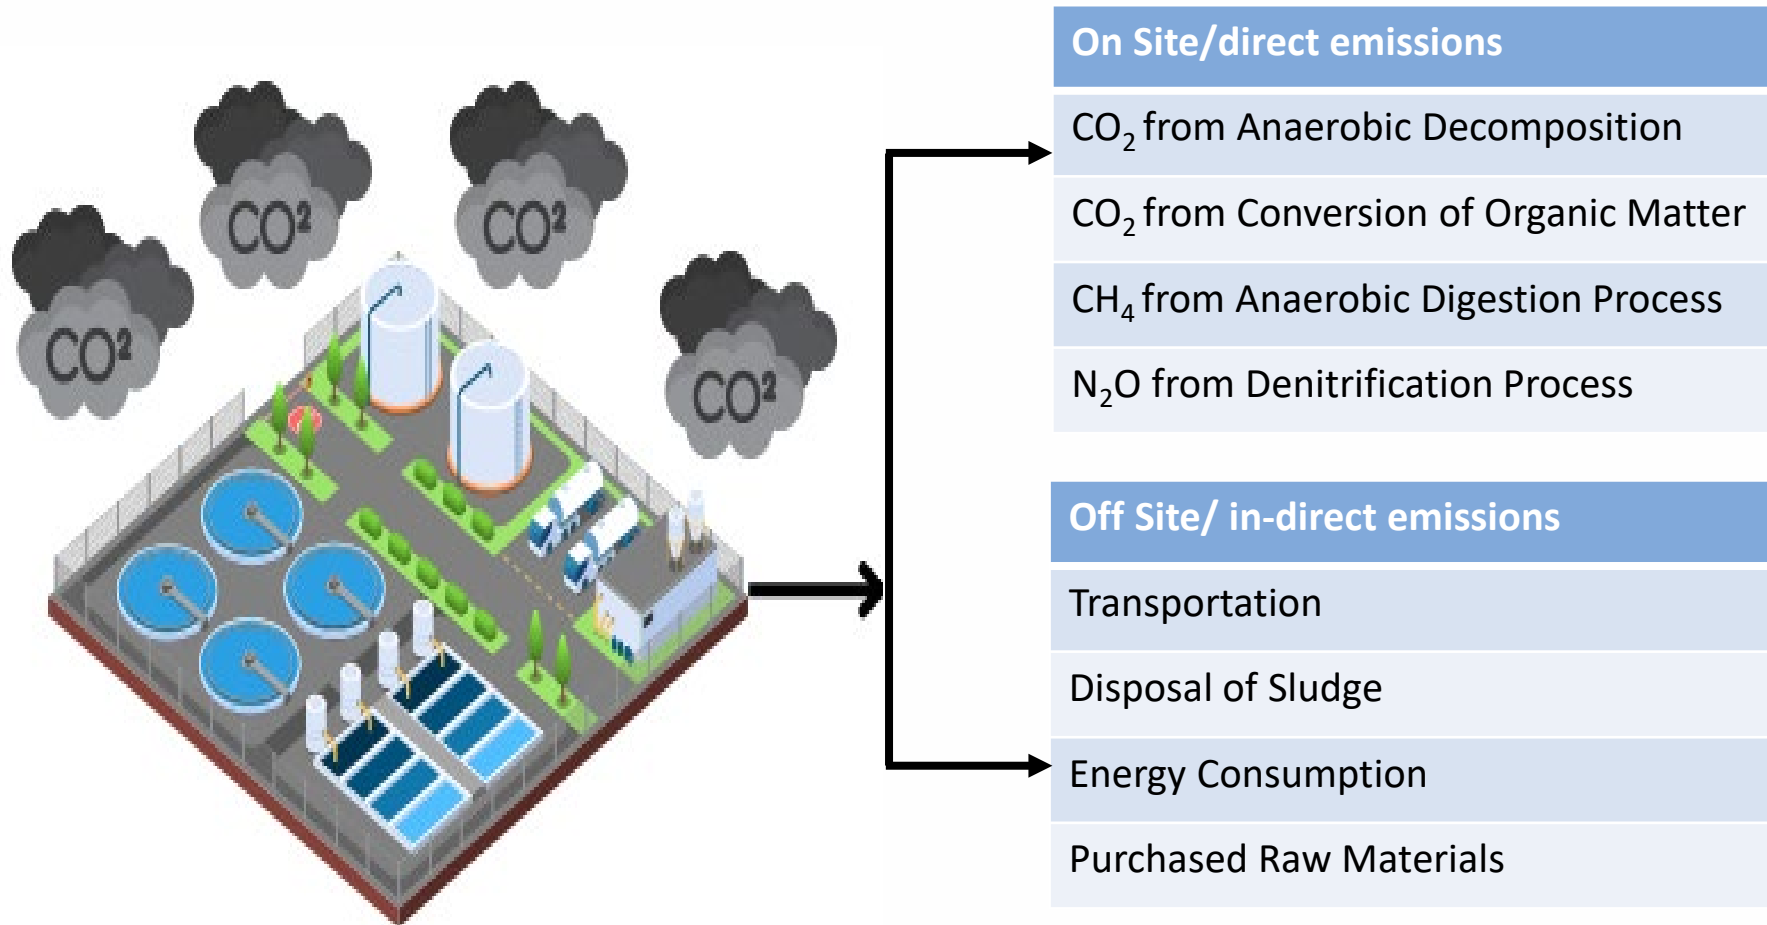 CO²
CO²
CO²
CO²
On Site/direct emissions
CO₂ from Anaerobic Decomposition
CO₂ from Conversion of Organic Matter
CH₄ from Anaerobic Digestion Process
N₂O from Denitrification Process
Off Site/ in-direct emissions
Transportation
Disposal of Sludge
Energy Consumption
Purchased Raw Materials